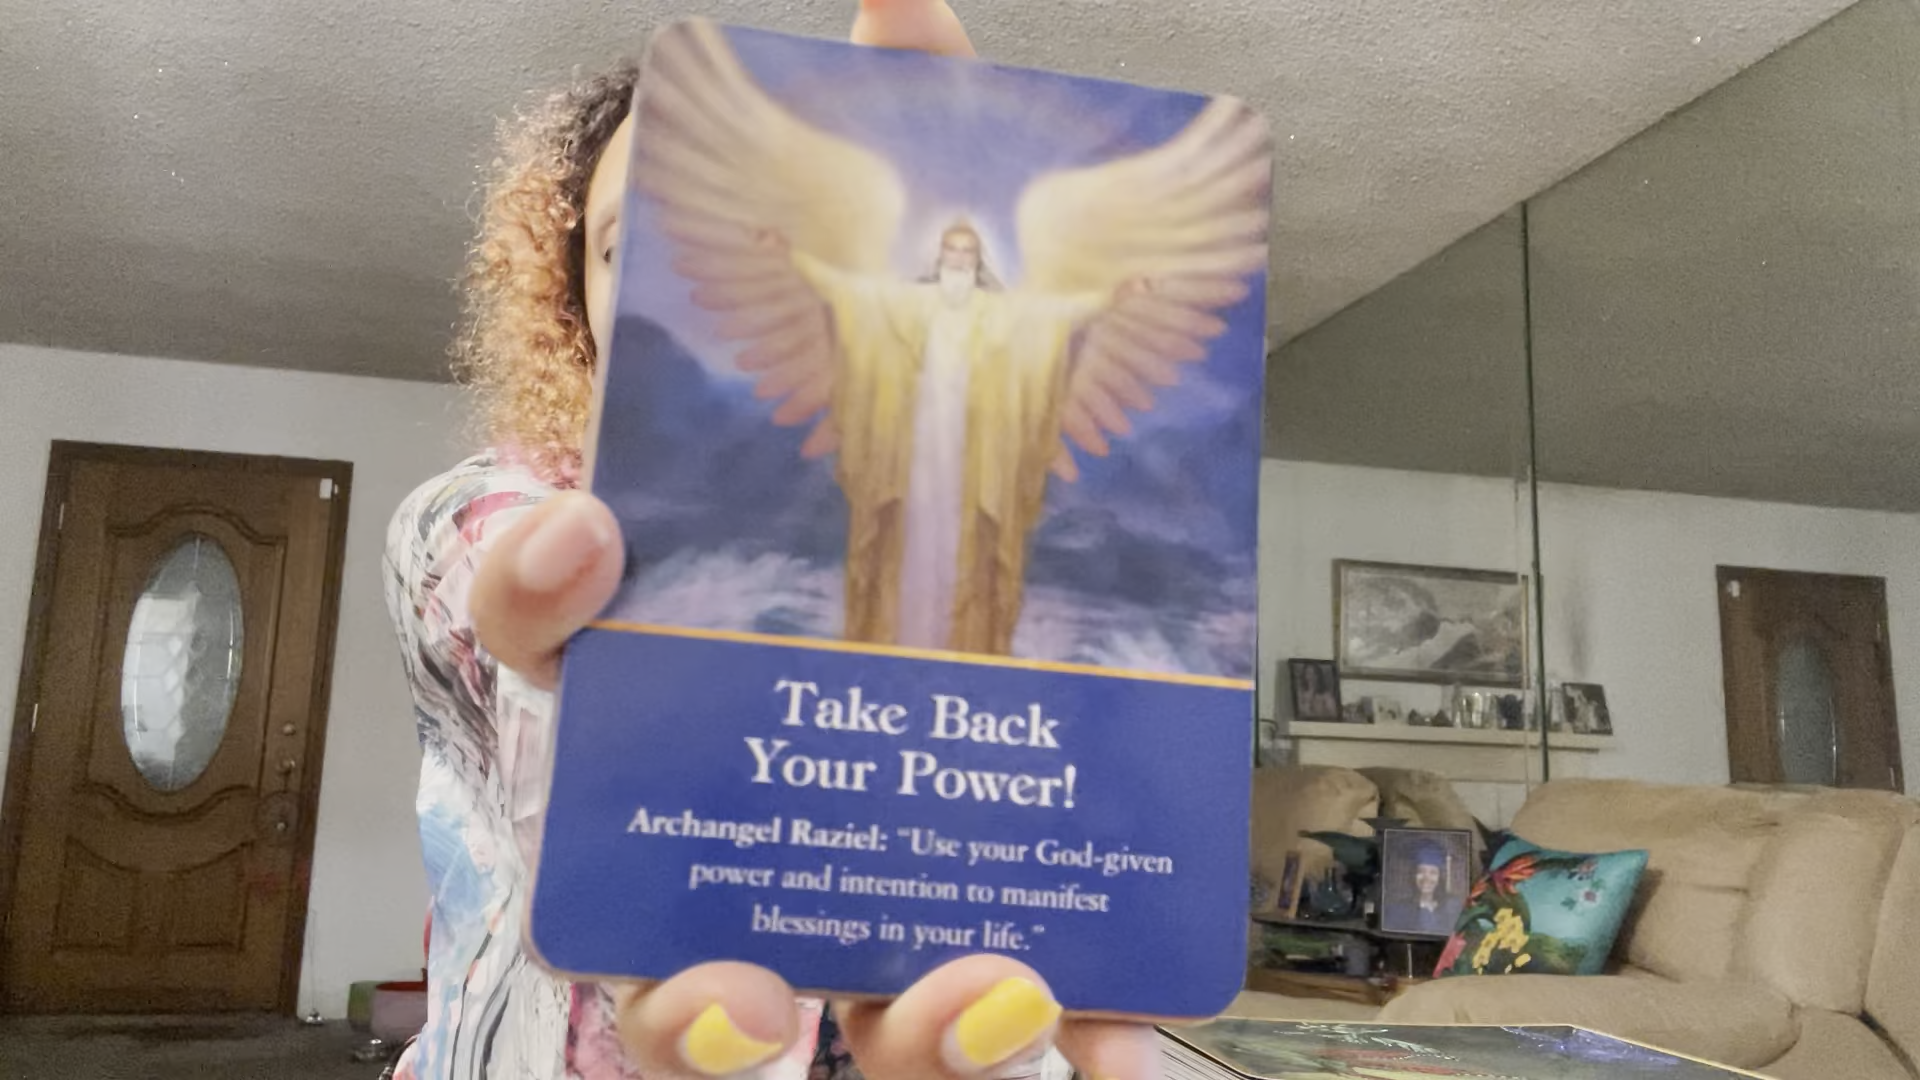 Take Back
Your Power!
Archangel Raziel: "Use your God-given
power and intention to manifest
blessings in your life."